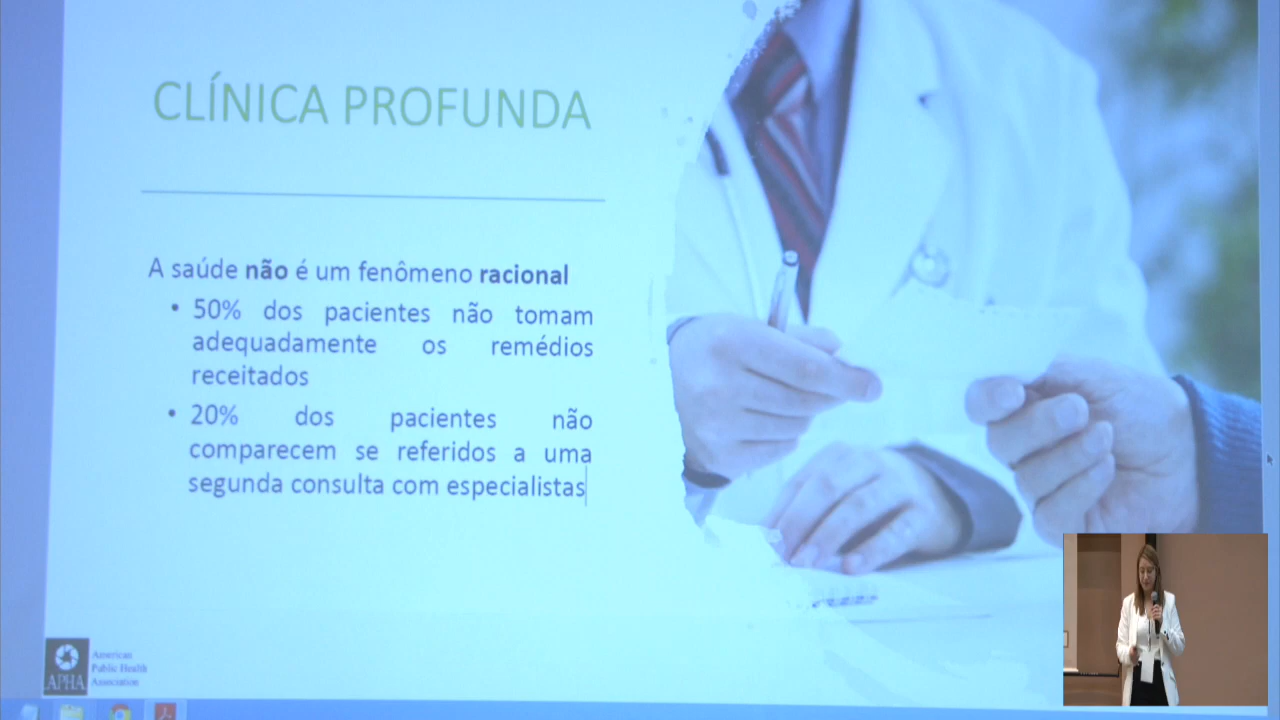 CLÍNICA PROFUNDA
A saúde não é um fenômeno racional
• 50% dos pacientes não tomam
adequadamente os remédios
receitados
• 20% dos pacientes não
comparecem se referidos a uma
segunda consulta com especialistas
APHA
American
Public Health
Association